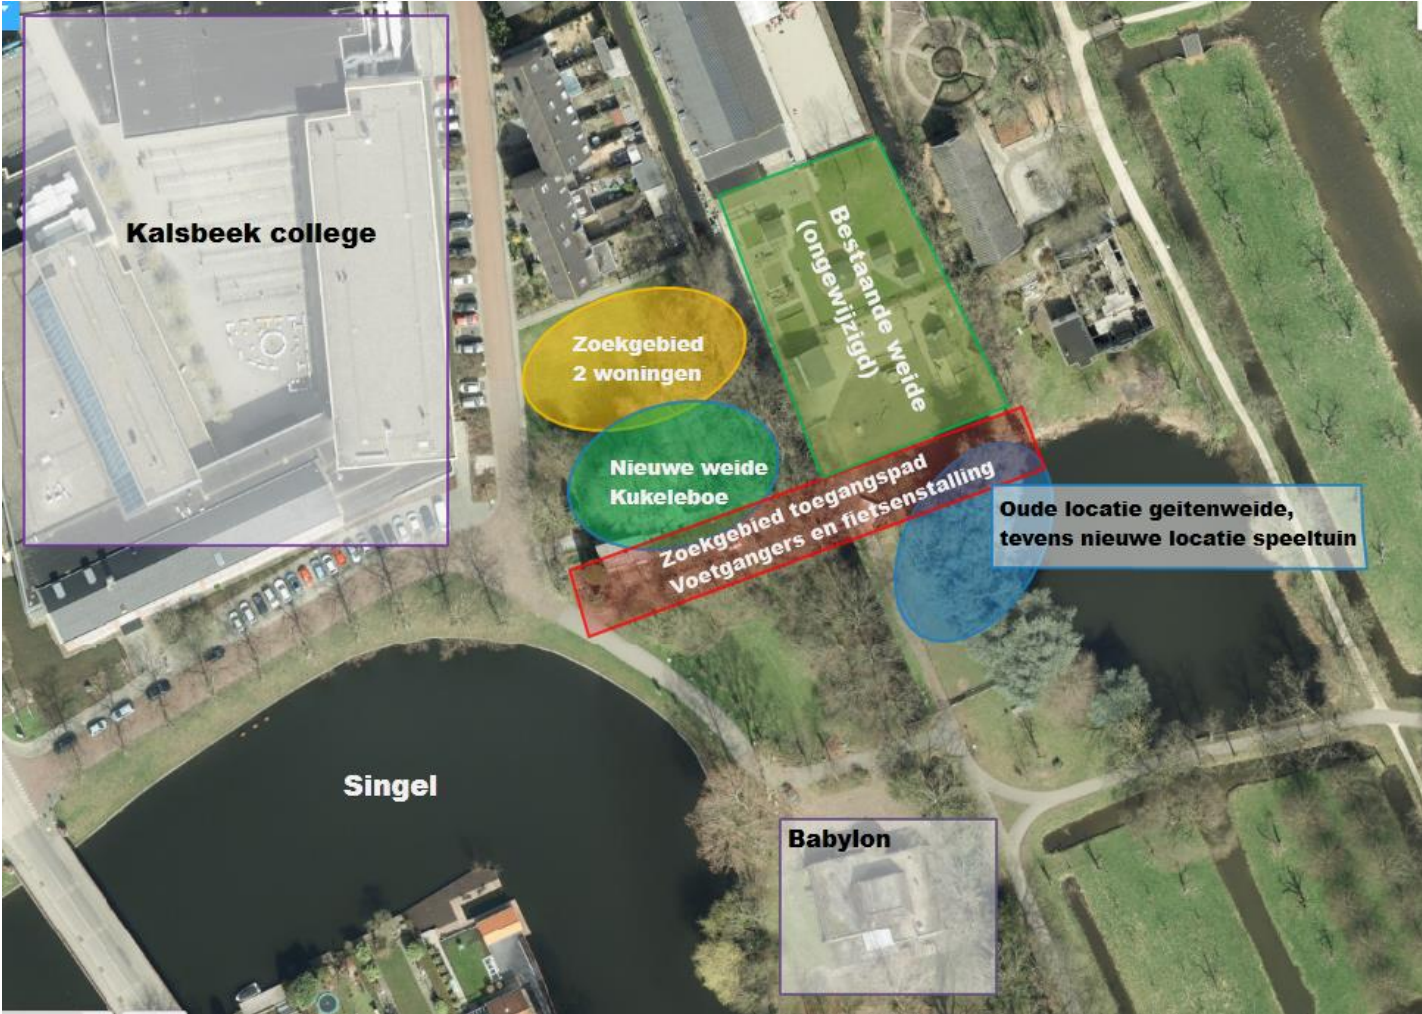 Kalsbeek college
Bestaande weide
(ongewijzigd)
Zoekgebied
2 woningen
Nieuwe weide
Kukeleboe
Zoekgebied toegangspad
Voetgangers en fietsenstalling
Oude locatie geitenweide,
tevens nieuwe locatie speeltuin
Singel
Babylon